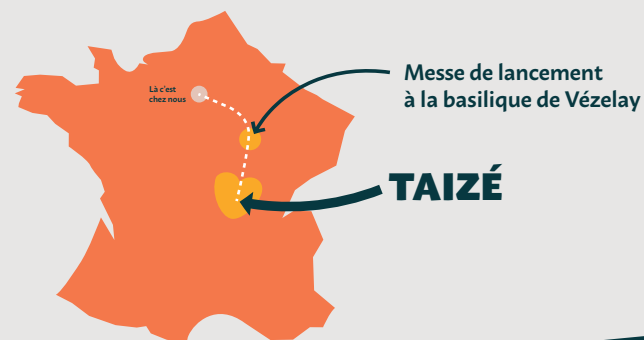 Là c'est
chez nous
Messe de lancement
à la basilique de Vézelay
TAIZÉ